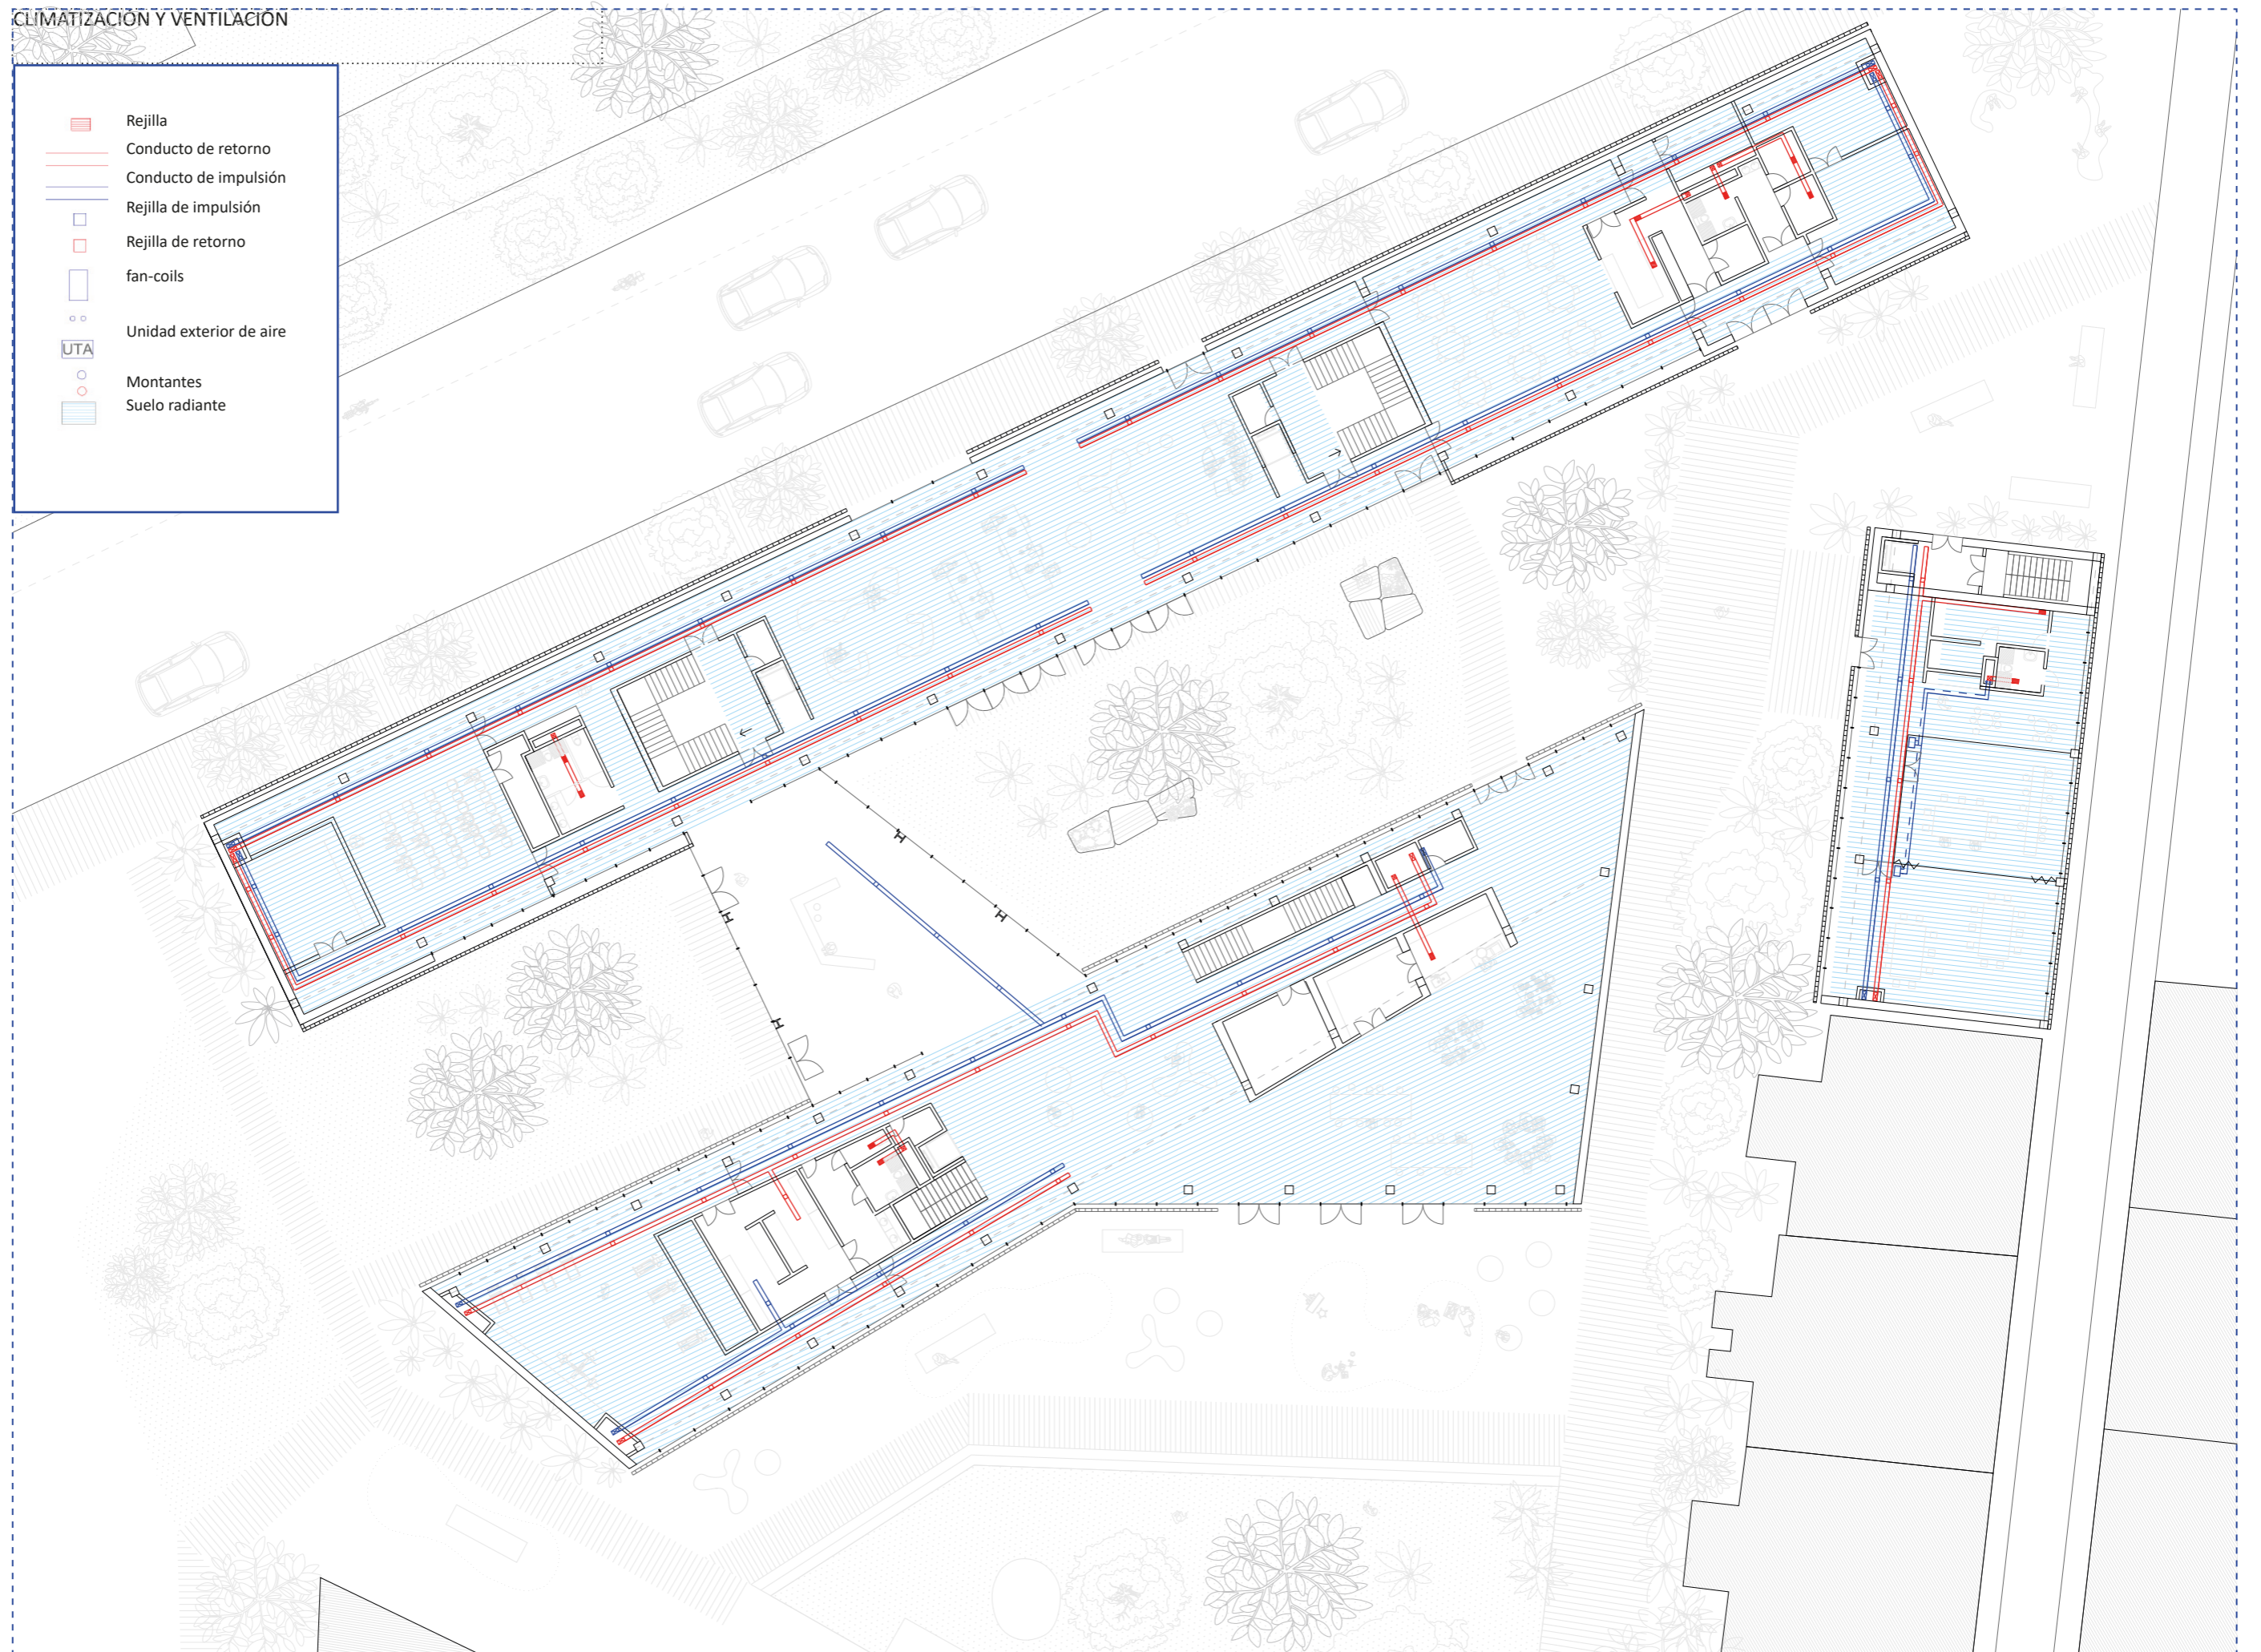 CLIMATIZACIÓN Y VENTILACIÓN
Rejilla
Conducto de retorno
Conducto de impulsión
Rejilla de impulsión
Rejilla de retorno
fan-coils
Unidad exterior de aire
UTA
Montantes
Suelo radiante